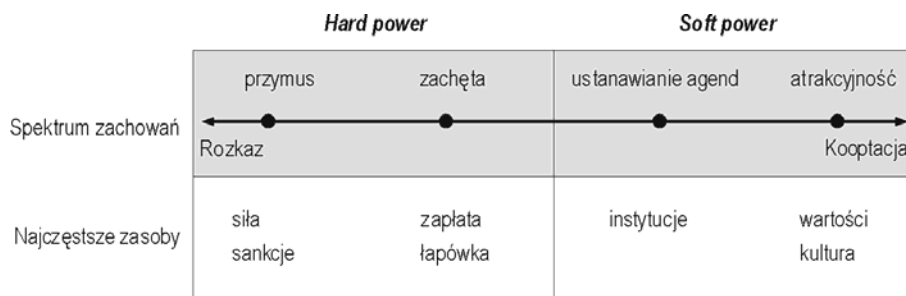 Hard power Soft power
przymus zachęta ustanawianie agend atrakcyjność
Spektrum zachowań
Rozkaz Kooptacja
Najczęstsze zasoby
siła zapłata instytucje wartości
sankcje łapówka kultura